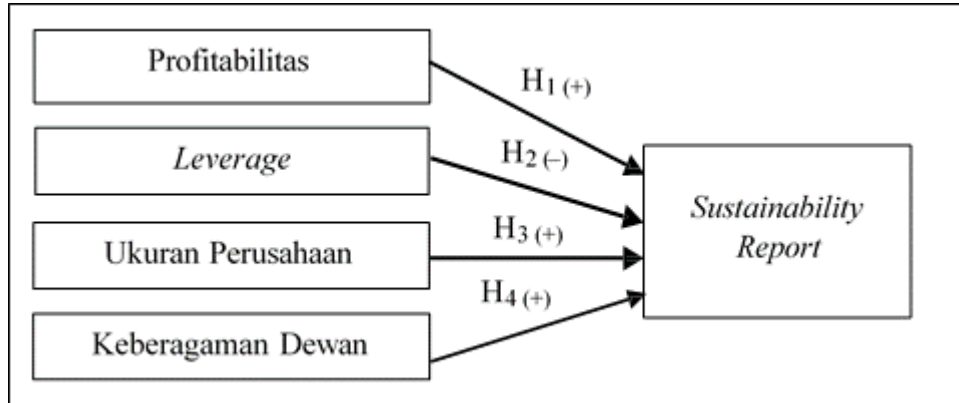 Profitabilitas
H1 (+)
Leverage
H2 (–)
Ukuran Perusahaan
H3 (+)
Keberagaman Dewan
H4 (+)
Sustainability
Report